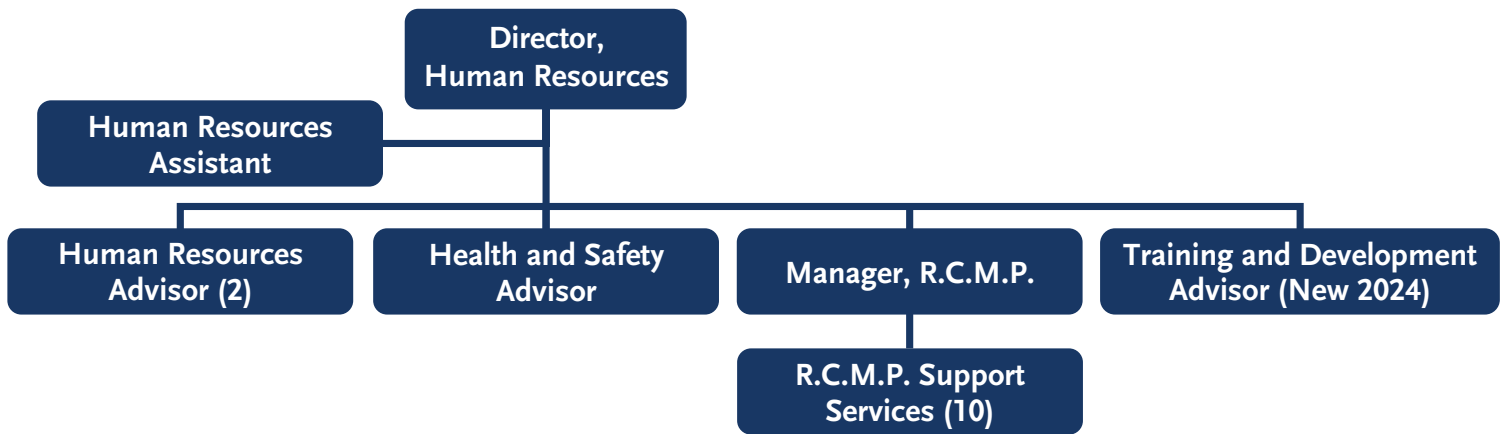 Director,
Human Resources
Human Resources
Assistant
Human Resources
Advisor (2)
Health and Safety
Advisor
Manager, R.C.M.P.
Training and Development
Advisor (New 2024)
R.C.M.P. Support
Services (10)